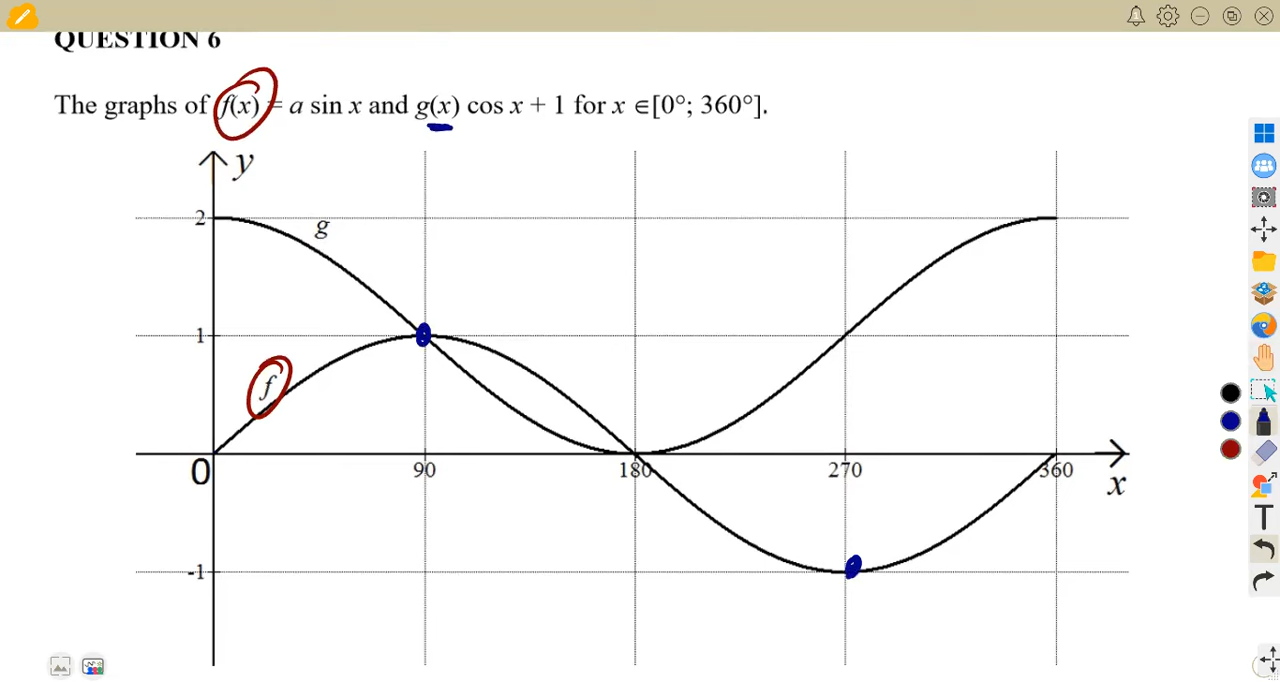 QUESTION 6
The graphs of f(x) = a sin x and g(x) cos x + 1 for x ∈[0°; 360°].
y
2
g
1
f
0
90
180
270
360
x
-1
T